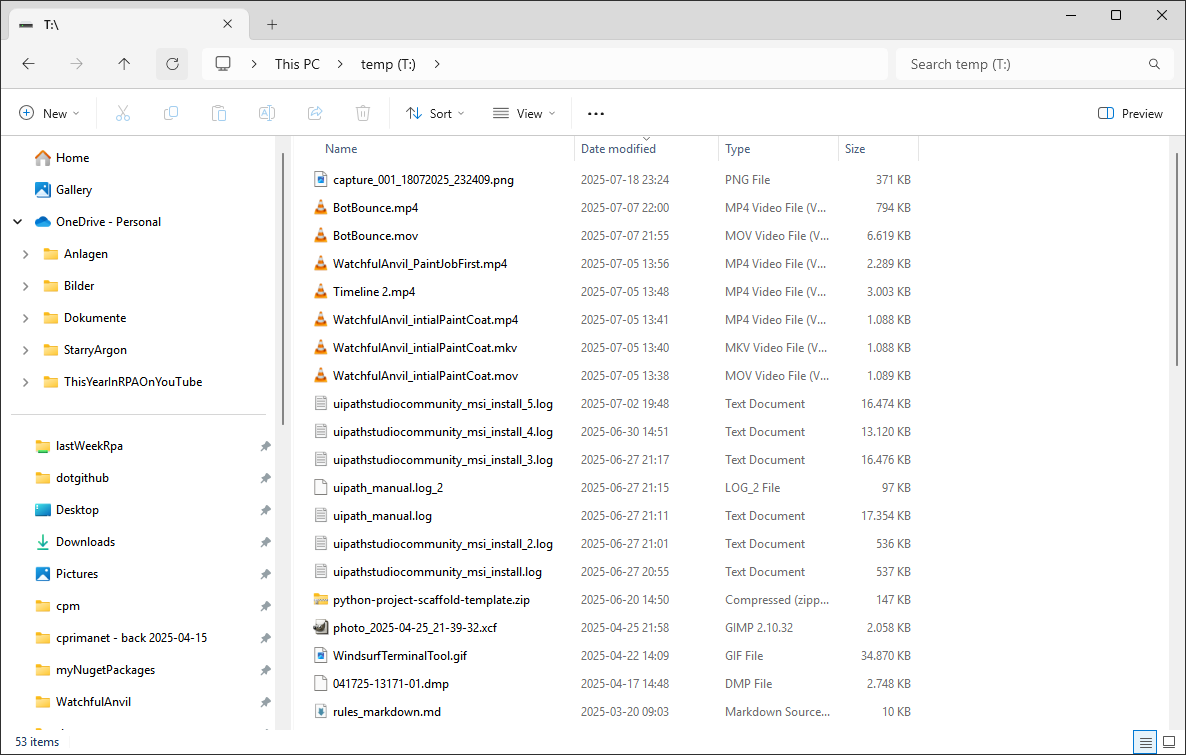 T:\
This PC
temp (T:)
Search temp (T:)
New
Sort
View
Preview
Home
Gallery
OneDrive - Personal
Anlagen
Bilder
Dokumente
StarryArgon
ThisYearInRPAOnYouTube
lastWeekRpa
dotgithub
Desktop
Downloads
Pictures
cpm
cprimanet - back 2025-04-15
myNugetPackages
WatchfulAnvil
Name Date modified Type Size
capture_001_18072025_232409.png 2025-07-18 23:24 PNG File 371 KB
BotBounce.mp4 2025-07-07 22:00 MP4 Video File (V... 794 KB
BotBounce.mov 2025-07-07 21:55 MOV Video File (V... 6.619 KB
WatchfulAnvil_PaintJobFirst.mp4 2025-07-05 13:56 MP4 Video File (V... 2.289 KB
Timeline 2.mp4 2025-07-05 13:48 MP4 Video File (V... 3.003 KB
WatchfulAnvil_intialPaintCoat.mp4 2025-07-05 13:41 MP4 Video File (V... 1.088 KB
WatchfulAnvil_intialPaintCoat.mkv 2025-07-05 13:40 MKV Video File (V... 1.088 KB
WatchfulAnvil_intialPaintCoat.mov 2025-07-05 13:38 MOV Video File (V... 1.089 KB
uipathstudiocommunity_msi_install_5.log 2025-07-02 19:48 Text Document 16.474 KB
uipathstudiocommunity_msi_install_4.log 2025-06-30 14:51 Text Document 13.120 KB
uipathstudiocommunity_msi_install_3.log 2025-06-27 21:17 Text Document 16.476 KB
uipath_manual.log_2 2025-06-27 21:15 LOG_2 File 97 KB
uipath_manual.log 2025-06-27 21:11 Text Document 17.354 KB
uipathstudiocommunity_msi_install_2.log 2025-06-27 21:01 Text Document 536 KB
uipathstudiocommunity_msi_install.log 2025-06-27 20:55 Text Document 537 KB
python-project-scaffold-template.zip 2025-06-20 14:50 Compressed (zipp... 147 KB
photo_2025-04-25_21-39-32.xcf 2025-04-25 21:58 GIMP 2.10.32 2.058 KB
WindsurfTerminalTool.gif 2025-04-22 14:09 GIF File 34.870 KB
041725-13171-01.dmp 2025-04-17 14:48 DMP File 2.748 KB
rules_markdown.md 2025-03-20 09:03 Markdown Source... 10 KB
53 items